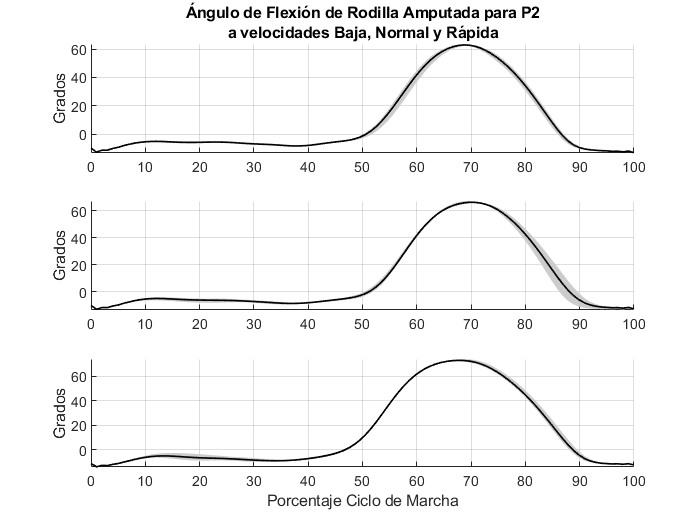 Ángulo de Flexión de Rodilla Amputada para P2
a velocidades Baja, Normal y Rápida
60
40
20
0
Grados
0 10 20 30 40 50 60 70 80 90 100
60
40
20
0
Grados
0 10 20 30 40 50 60 70 80 90 100
60
40
20
0
Grados
0 10 20 30 40 50 60 70 80 90 100
Porcentaje Ciclo de Marcha